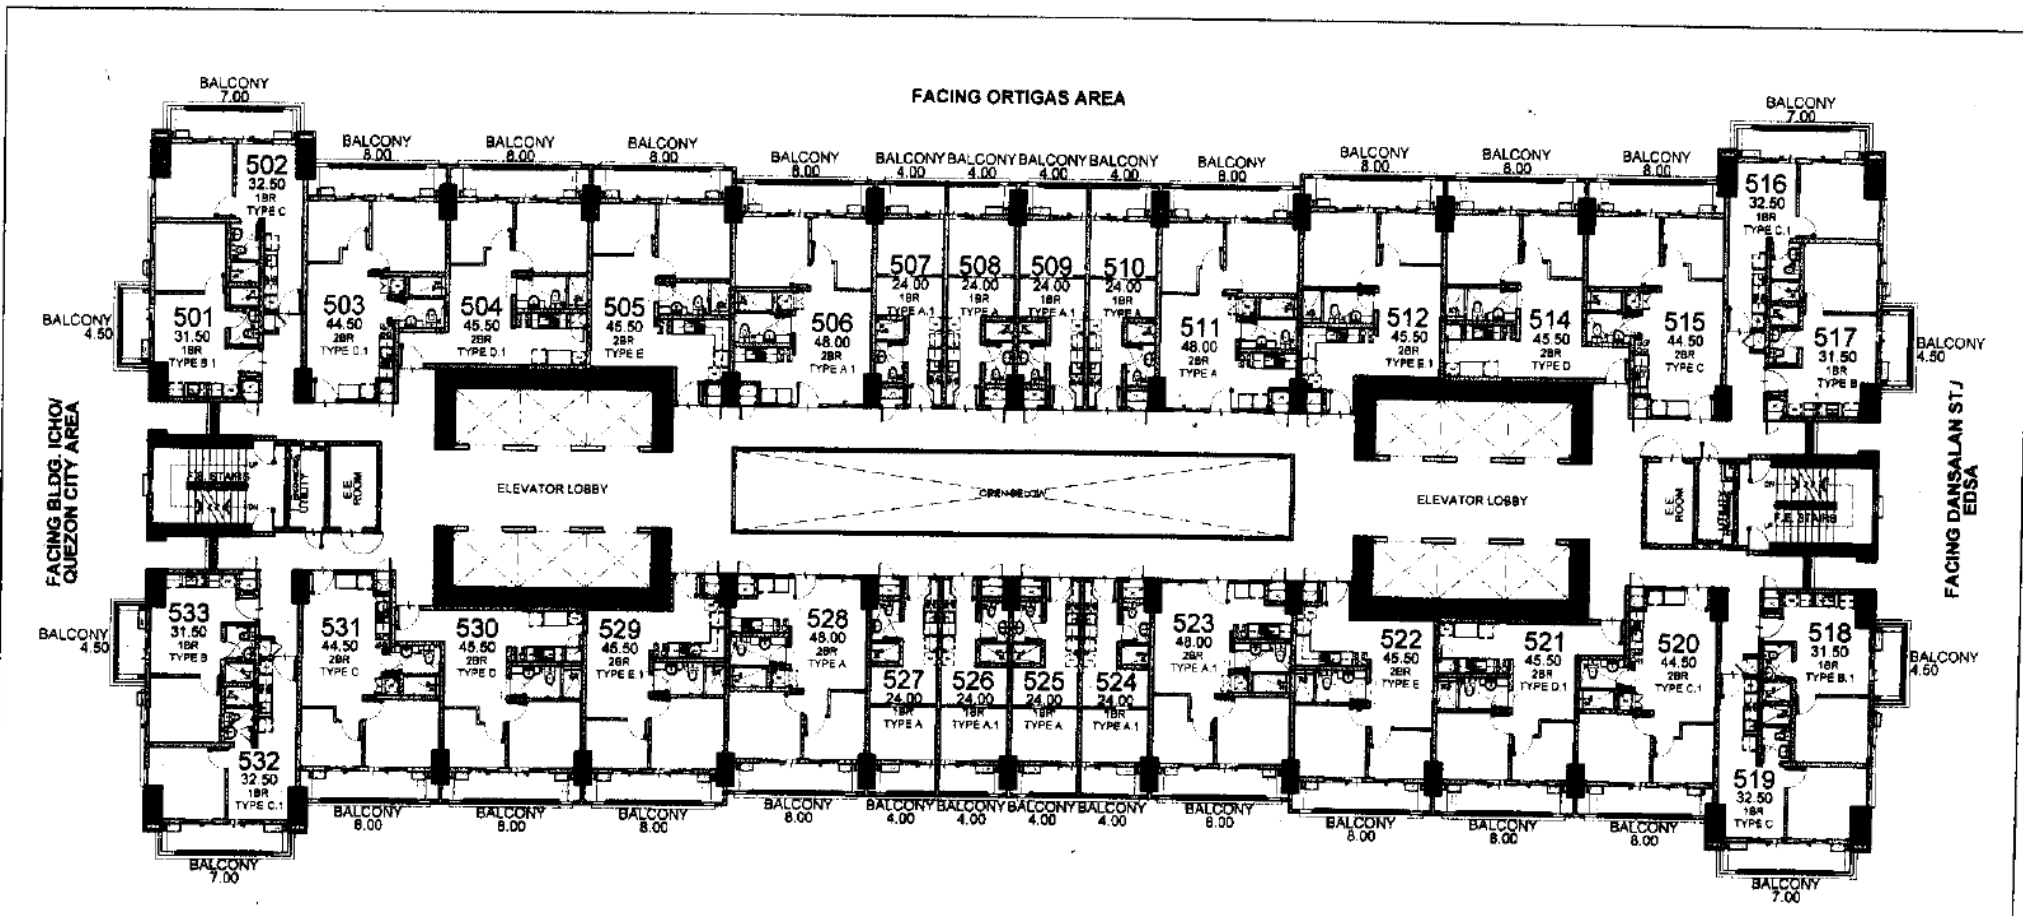 FACING ORTIGAS AREA
BALCONY
7.00
BALCONY
8.00
BALCONY
8.00
BALCONY
8.00
BALCONY
8.00
BALCONY
4.00
BALCONY
4.00
BALCONY
4.00
BALCONY
4.00
BALCONY
8.00
BALCONY
8.00
BALCONY
8.00
BALCONY
8.00
BALCONY
7.00
BALCONY
4.50
501
31.50
1BR
TYPE B.1
502
32.50
1BR
TYPE C
503
44.50
2BR
TYPE C.1
504
45.50
2BR
TYPE D.1
505
45.50
2BR
TYPE E
506
48.00
2BR
TYPE A.1
507
24.00
1BR
TYPE A.1
508
24.00
1BR
TYPE A
509
24.00
1BR
TYPE A.1
510
24.00
1BR
TYPE A
511
48.00
2BR
TYPE A
512
45.50
2BR
TYPE E.1
514
45.50
2BR
TYPE D
515
44.50
2BR
TYPE C
516
32.50
1BR
TYPE C.1
517
31.50
1BR
TYPE B
BALCONY
4.50
FACING BLDG. ICHO/
QUEZON CITY AREA
F.E. STAIRS
UP
DN
UTILITY
E.E.
ROOM
ELEVATOR LOBBY
OPEN BELOW
ELEVATOR LOBBY
E.E.
ROOM
UTILITY
DN
UP
F.E. STAIRS
FACING DANSALAN ST./
EDSA
BALCONY
4.50
533
31.50
1BR
TYPE B
532
32.50
1BR
TYPE C.1
531
44.50
2BR
TYPE C
530
45.50
2BR
TYPE D
529
45.50
2BR
TYPE E.1
528
48.00
2BR
TYPE A
527
24.00
1BR
TYPE A
526
24.00
1BR
TYPE A.1
525
24.00
1BR
TYPE A
524
24.00
1BR
TYPE A.1
523
48.00
2BR
TYPE A.1
522
45.50
2BR
TYPE E
521
45.50
2BR
TYPE D.1
520
44.50
2BR
TYPE C.1
519
32.50
1BR
TYPE C
518
31.50
1BR
TYPE B.1
BALCONY
4.50
BALCONY
7.00
BALCONY
8.00
BALCONY
8.00
BALCONY
8.00
BALCONY
8.00
BALCONY
4.00
BALCONY
4.00
BALCONY
4.00
BALCONY
4.00
BALCONY
8.00
BALCONY
8.00
BALCONY
8.00
BALCONY
8.00
BALCONY
7.00